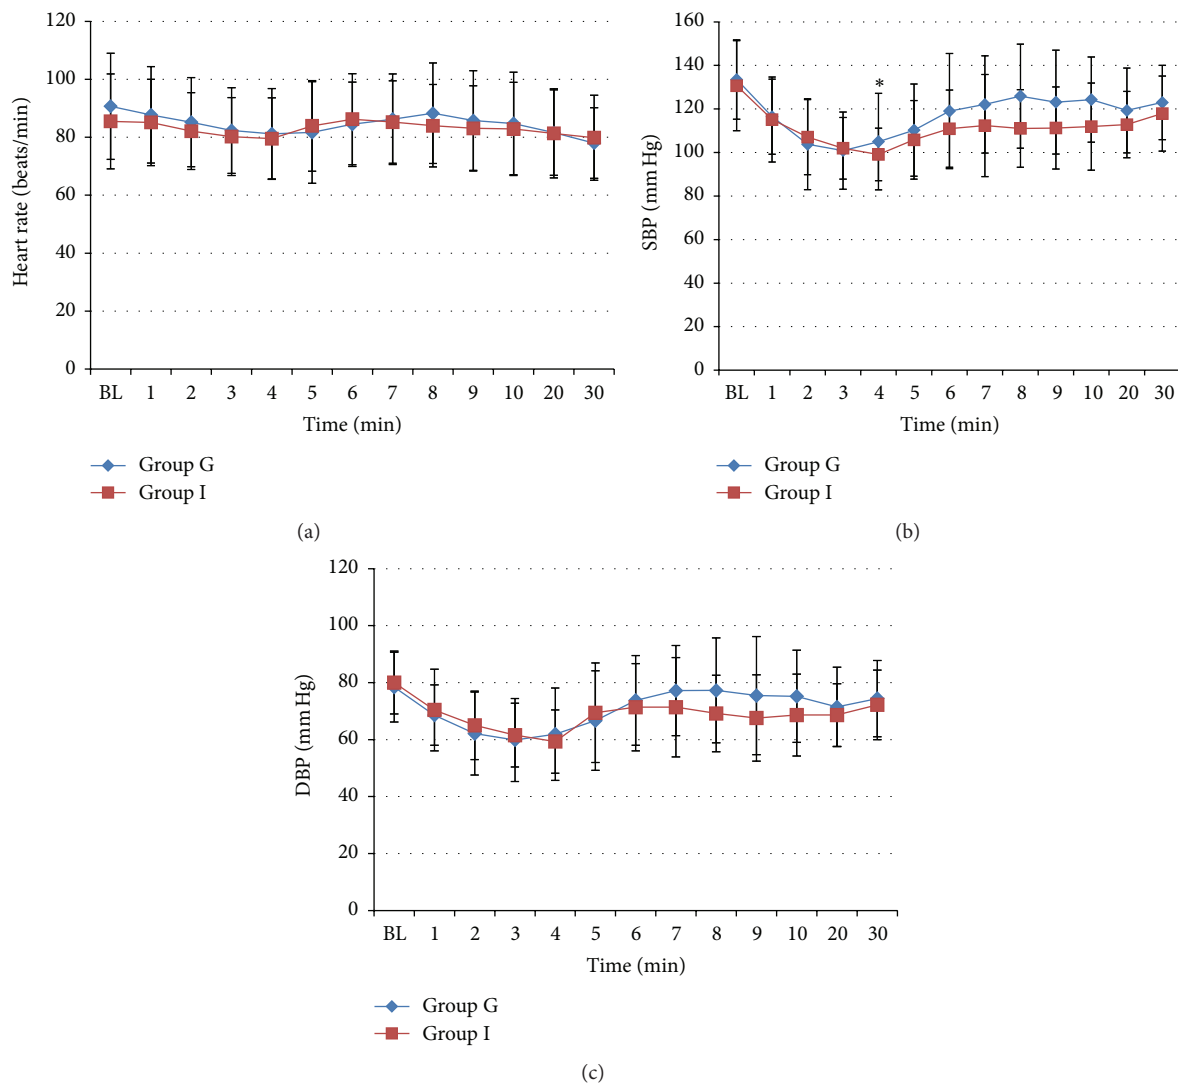 120
100
80
60
40
20
0
Heart rate (beats/min)
BL 1 2 3 4 5 6 7 8 9 10 20 30
Time (min)
Group G
Group I
(a)
160
140
120
100
80
60
40
20
0
SBP (mm Hg)
*
BL 1 2 3 4 5 6 7 8 9 10 20 30
Time (min)
Group G
Group I
(b)
120
100
80
60
40
20
0
DBP (mm Hg)
BL 1 2 3 4 5 6 7 8 9 10 20 30
Time (min)
Group G
Group I
(c)